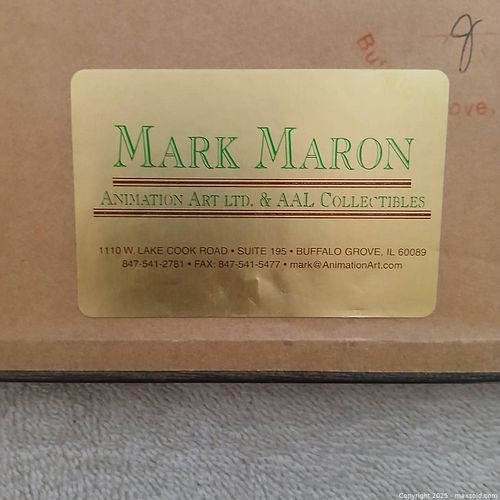 MARK MARON
ANIMATION ART LTD. & AAL COLLECTIBLES
1110 W. LAKE COOK ROAD • SUITE 195 • BUFFALO GROVE, IL 60089
847-541-2781 • FAX: 847-541-5477 • mark@AnimationArt.com
Copyright 2025 - maxsold.com